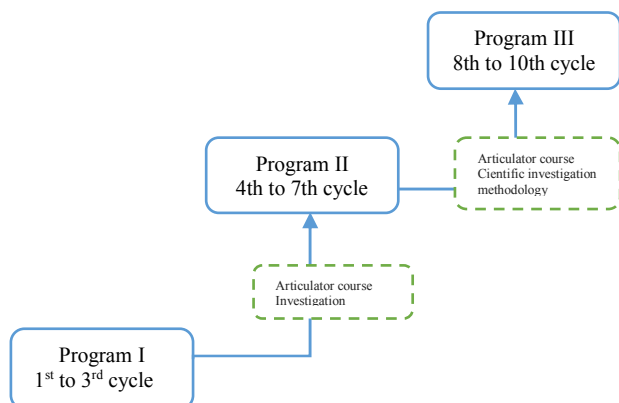 Program III
8th to 10th cycle
Articulator course
Cientific investigation
methodology
Program II
4th to 7th cycle
Articulator course
Investigation
Program I
1st to 3rd cycle